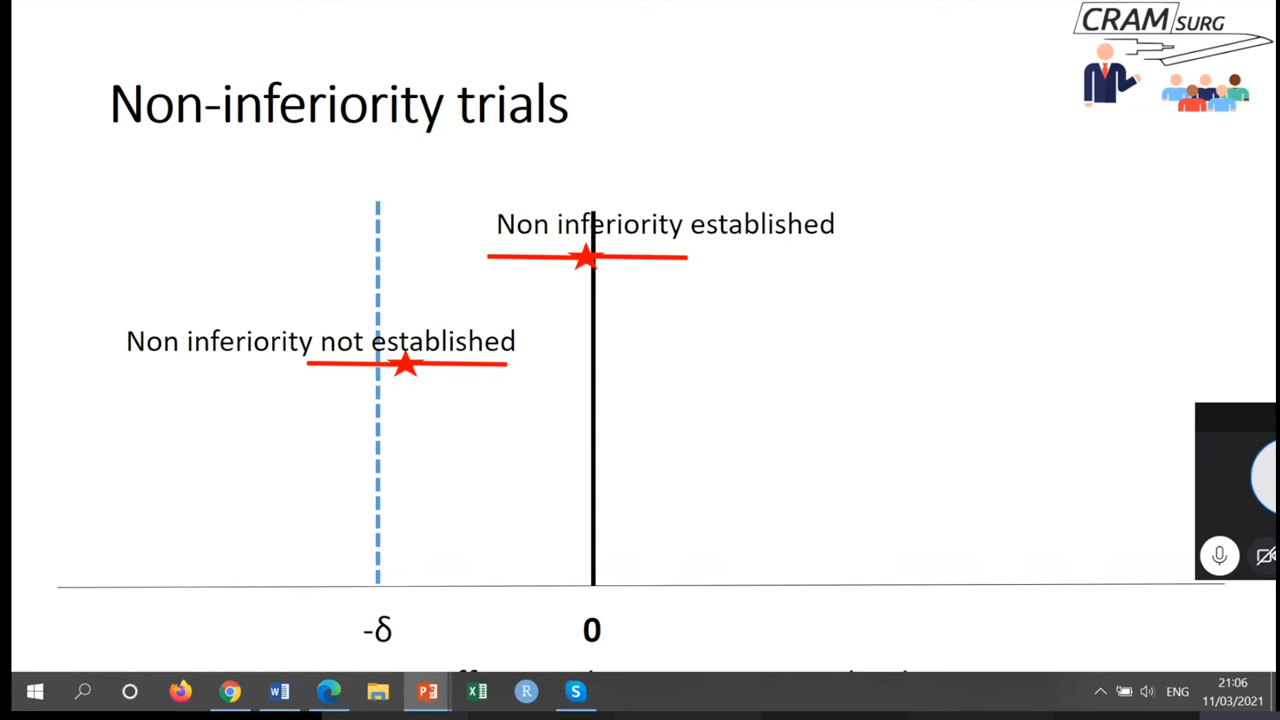 CRAM SURG
Non-inferiority trials
Non inferiority established
Non inferiority not established
-δ
0
ENG
21:06
11/03/2021